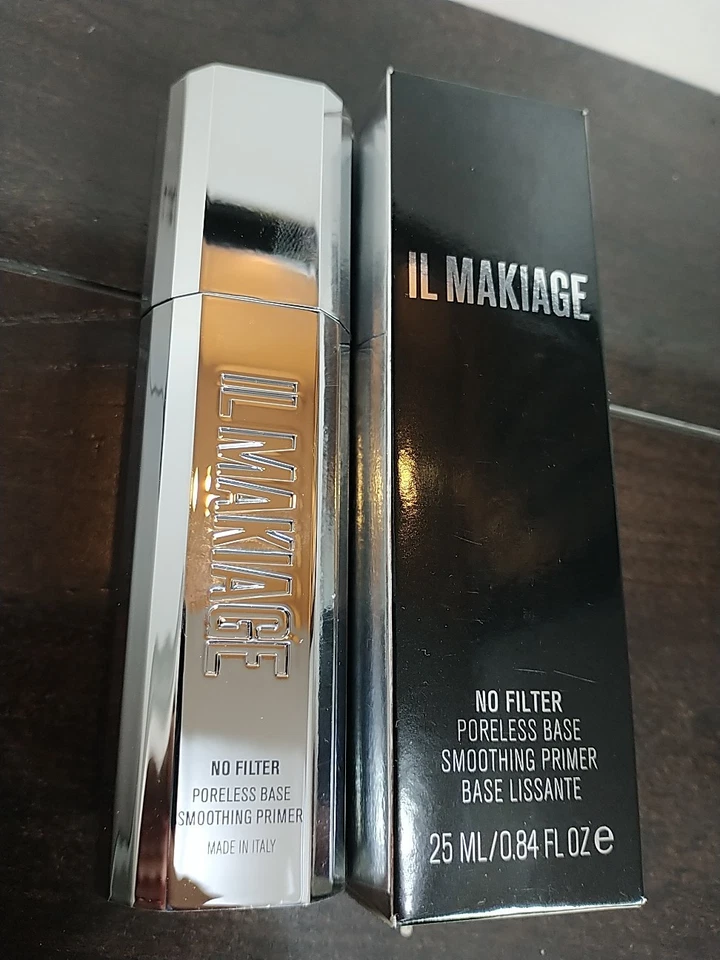 IL MAKIAGE
NO FILTER
PORELESS BASE
SMOOTHING PRIMER
MADE IN ITALY
IL MAKIAGE
NO FILTER
PORELESS BASE
SMOOTHING PRIMER
BASE LISSANTE
25 ML/0.84 FL OZ e